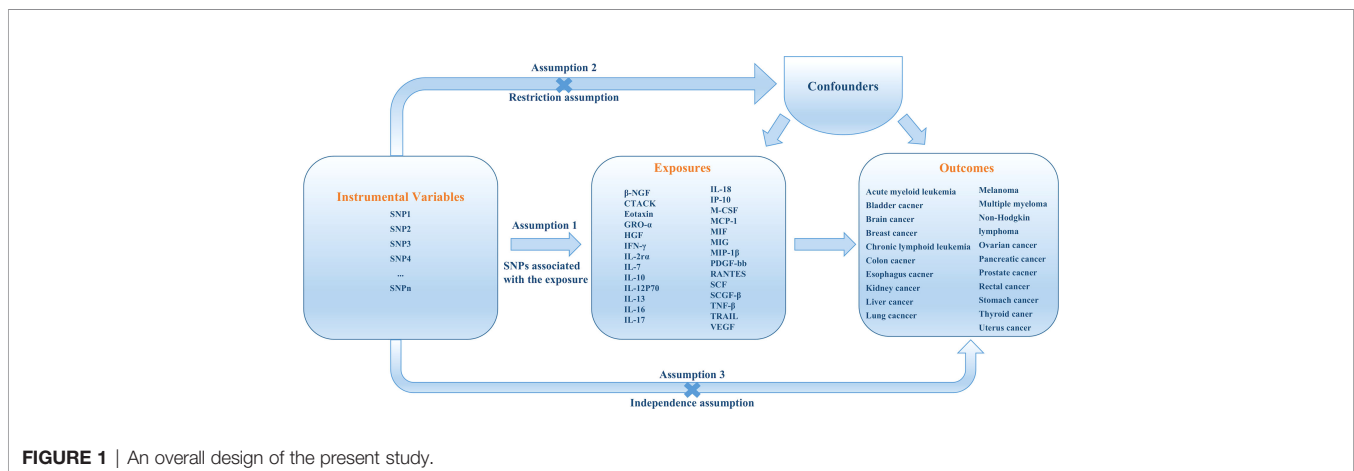 Assumption 2
Restriction assumption
Confounders
Instrumental Variables
SNP1
SNP2
SNP3
SNP4
...
SNPn
Assumption 1
SNPs associated
with the exposure
Exposures
β-NGF
CTACK
Eotaxin
GRO-α
HGF
IFN-γ
IL-2rα
IL-7
IL-10
IL-12P70
IL-13
IL-16
IL-17
IL-18
IP-10
M-CSF
MCP-1
MIF
MIG
MIP-1β
PDGF-bb
RANTES
SCF
SCGF-β
TNF-β
TRAIL
VEGF
Outcomes
Acute myeloid leukemia
Bladder cacner
Brain cancer
Breast cancer
Chronic lymphoid leukemia
Colon cacner
Esophagus cacner
Kidney cancer
Liver cancer
Lung cacncer
Melanoma
Multiple myeloma
Non-Hodgkin
lymphoma
Ovarian cancer
Pancreatic cancer
Prostate cacner
Rectal cancer
Stomach cancer
Thyroid caner
Uterus cancer
Assumption 3
Independence assumption
FIGURE 1 | An overall design of the present study.